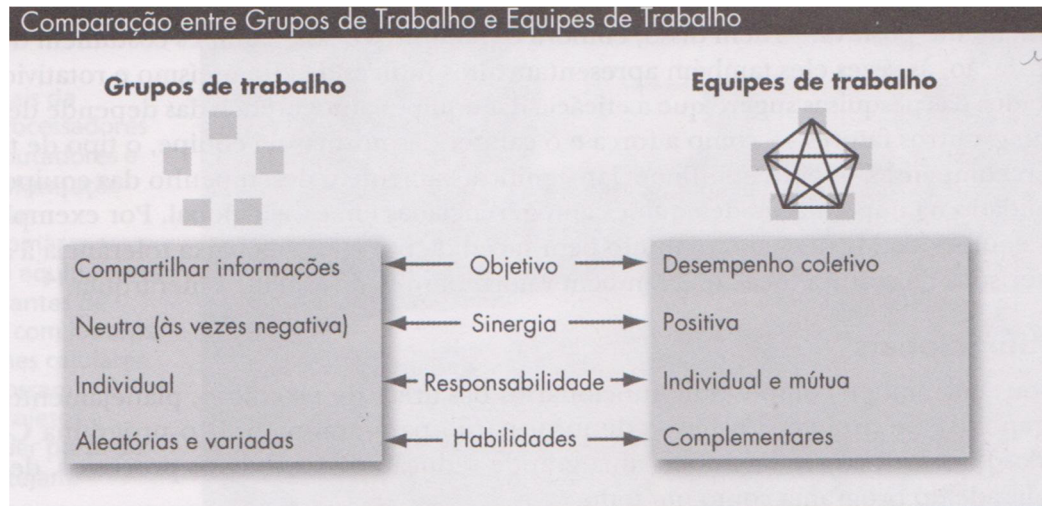 Comparação entre Grupos de Trabalho e Equipes de Trabalho
Grupos de trabalho
Equipes de trabalho
Compartilhar informações Objetivo Desempenho coletivo
Neutra (às vezes negativa) Sinergia Positiva
Individual Responsabilidade Individual e mútua
Aleatórias e variadas Habilidades Complementares